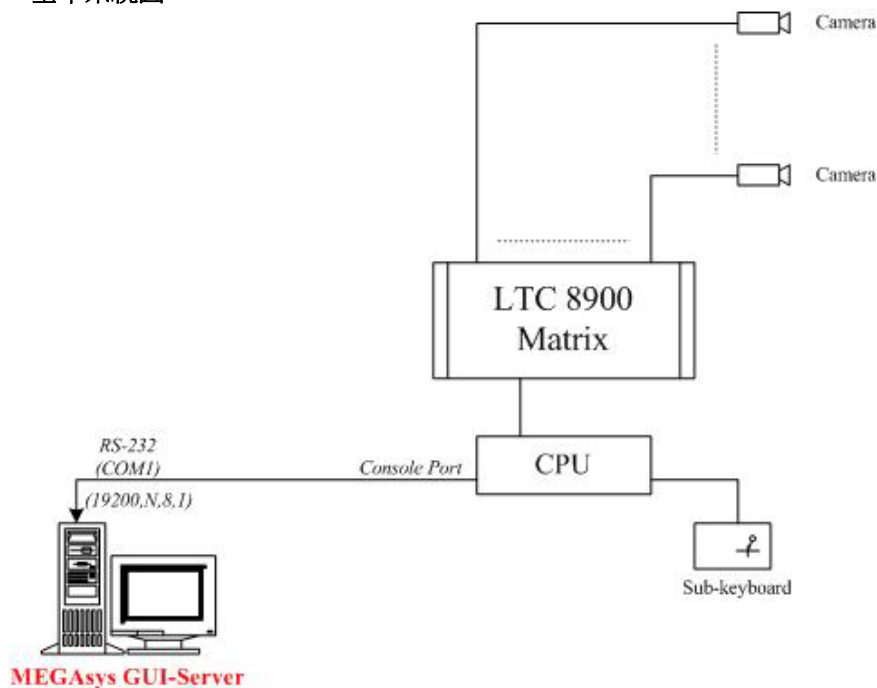 Camera
Camera
LTC 8900
Matrix
RS-232
(COM1)
Console Port
CPU
(19200,N,8,1)
Sub-keyboard
MEGAsys GUI-Server